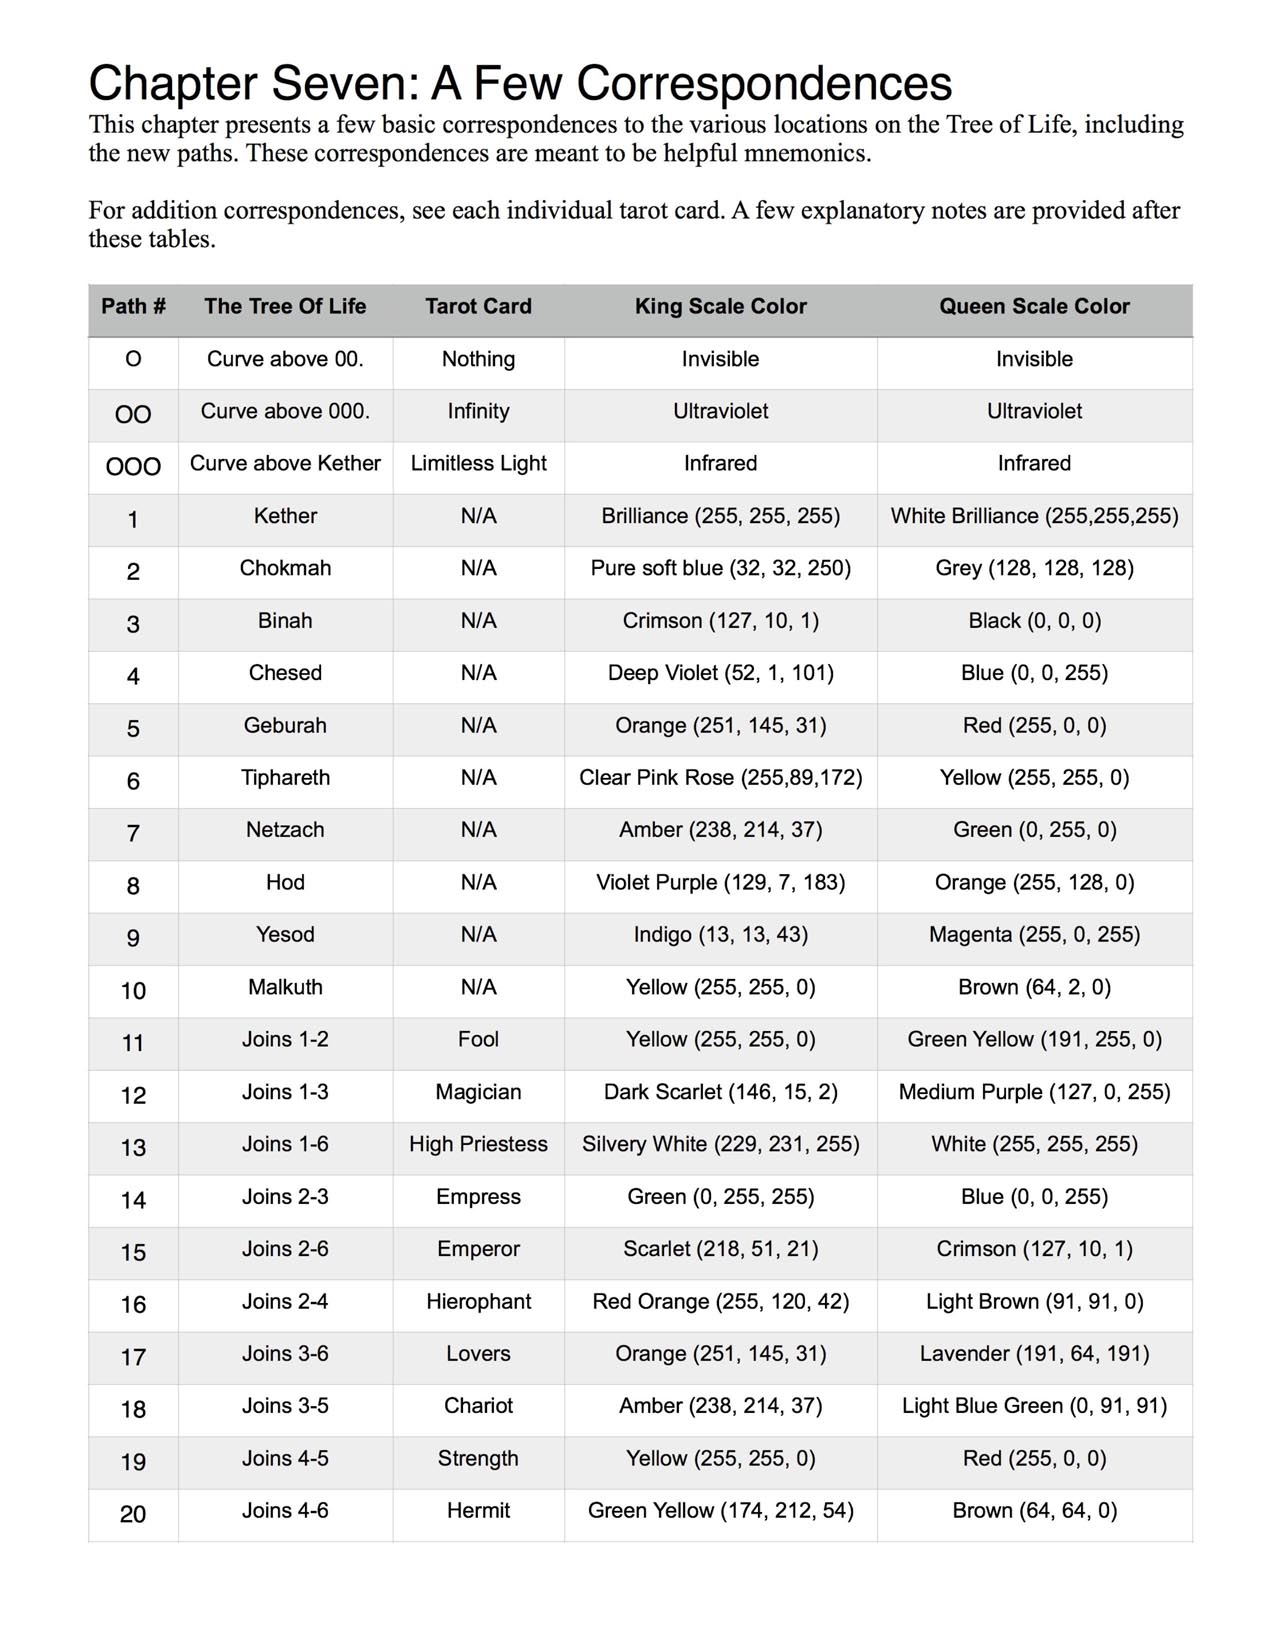 Chapter Seven: A Few Correspondences
This chapter presents a few basic correspondences to the various locations on the Tree of Life, including
the new paths. These correspondences are meant to be helpful mnemonics.
For addition correspondences, see each individual tarot card. A few explanatory notes are provided after
these tables.
Path # The Tree Of Life Tarot Card King Scale Color Queen Scale Color
O Curve above 00. Nothing Invisible Invisible
OO Curve above 000. Infinity Ultraviolet Ultraviolet
OOO Curve above Kether Limitless Light Infrared Infrared
1 Kether N/A Brilliance (255, 255, 255) White Brilliance (255,255,255)
2 Chokmah N/A Pure soft blue (32, 32, 250) Grey (128, 128, 128)
3 Binah N/A Crimson (127, 10, 1) Black (0, 0, 0)
4 Chesed N/A Deep Violet (52, 1, 101) Blue (0, 0, 255)
5 Geburah N/A Orange (251, 145, 31) Red (255, 0, 0)
6 Tiphareth N/A Clear Pink Rose (255,89,172) Yellow (255, 255, 0)
7 Netzach N/A Amber (238, 214, 37) Green (0, 255, 0)
8 Hod N/A Violet Purple (129, 7, 183) Orange (255, 128, 0)
9 Yesod N/A Indigo (13, 13, 43) Magenta (255, 0, 255)
10 Malkuth N/A Yellow (255, 255, 0) Brown (64, 2, 0)
11 Joins 1-2 Fool Yellow (255, 255, 0) Green Yellow (191, 255, 0)
12 Joins 1-3 Magician Dark Scarlet (146, 15, 2) Medium Purple (127, 0, 255)
13 Joins 1-6 High Priestess Silvery White (229, 231, 255) White (255, 255, 255)
14 Joins 2-3 Empress Green (0, 255, 255) Blue (0, 0, 255)
15 Joins 2-6 Emperor Scarlet (218, 51, 21) Crimson (127, 10, 1)
16 Joins 2-4 Hierophant Red Orange (255, 120, 42) Light Brown (91, 91, 0)
17 Joins 3-6 Lovers Orange (251, 145, 31) Lavender (191, 64, 191)
18 Joins 3-5 Chariot Amber (238, 214, 37) Light Blue Green (0, 91, 91)
19 Joins 4-5 Strength Yellow (255, 255, 0) Red (255, 0, 0)
20 Joins 4-6 Hermit Green Yellow (174, 212, 54) Brown (64, 64, 0)